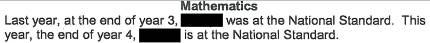 Mathematics
Last year, at the end of year 3, was at the National Standard. This
year, the end of year 4, is at the National Standard.